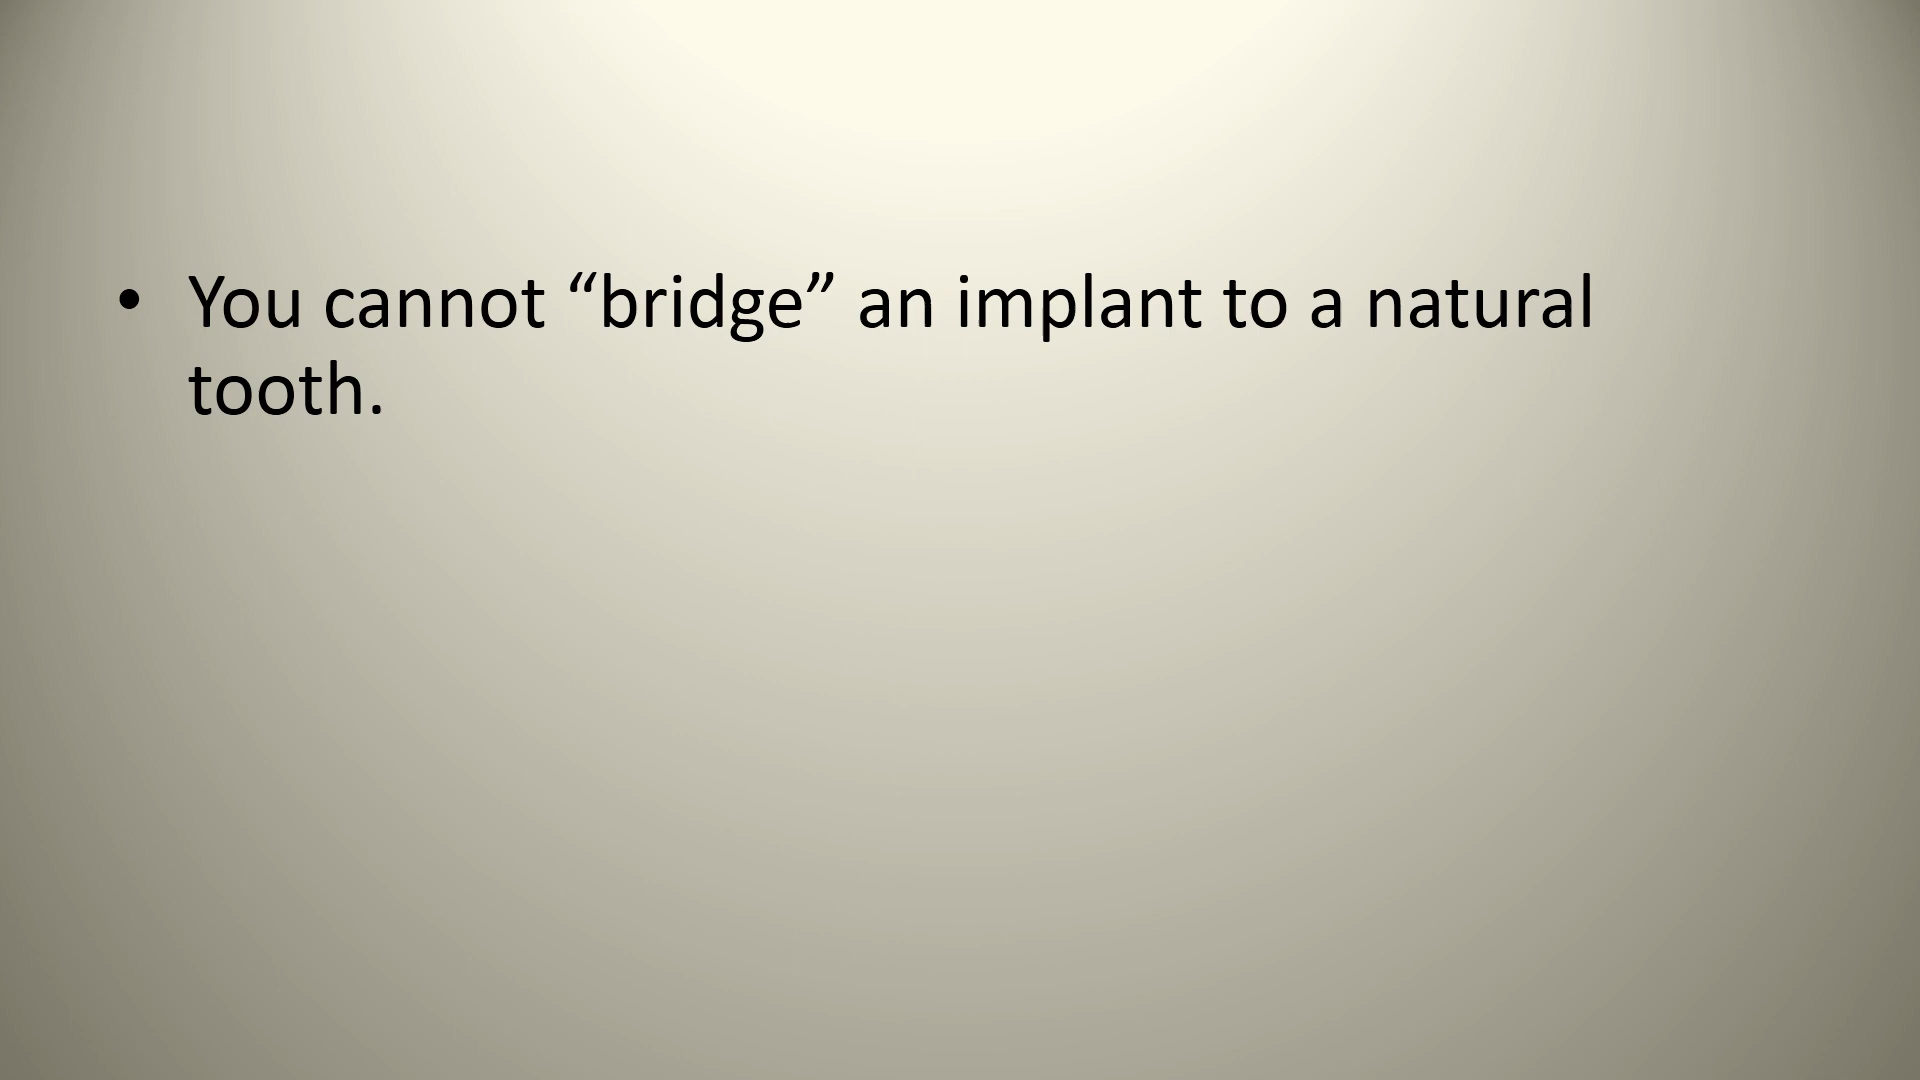 • You cannot “bridge” an implant to a natural
tooth.